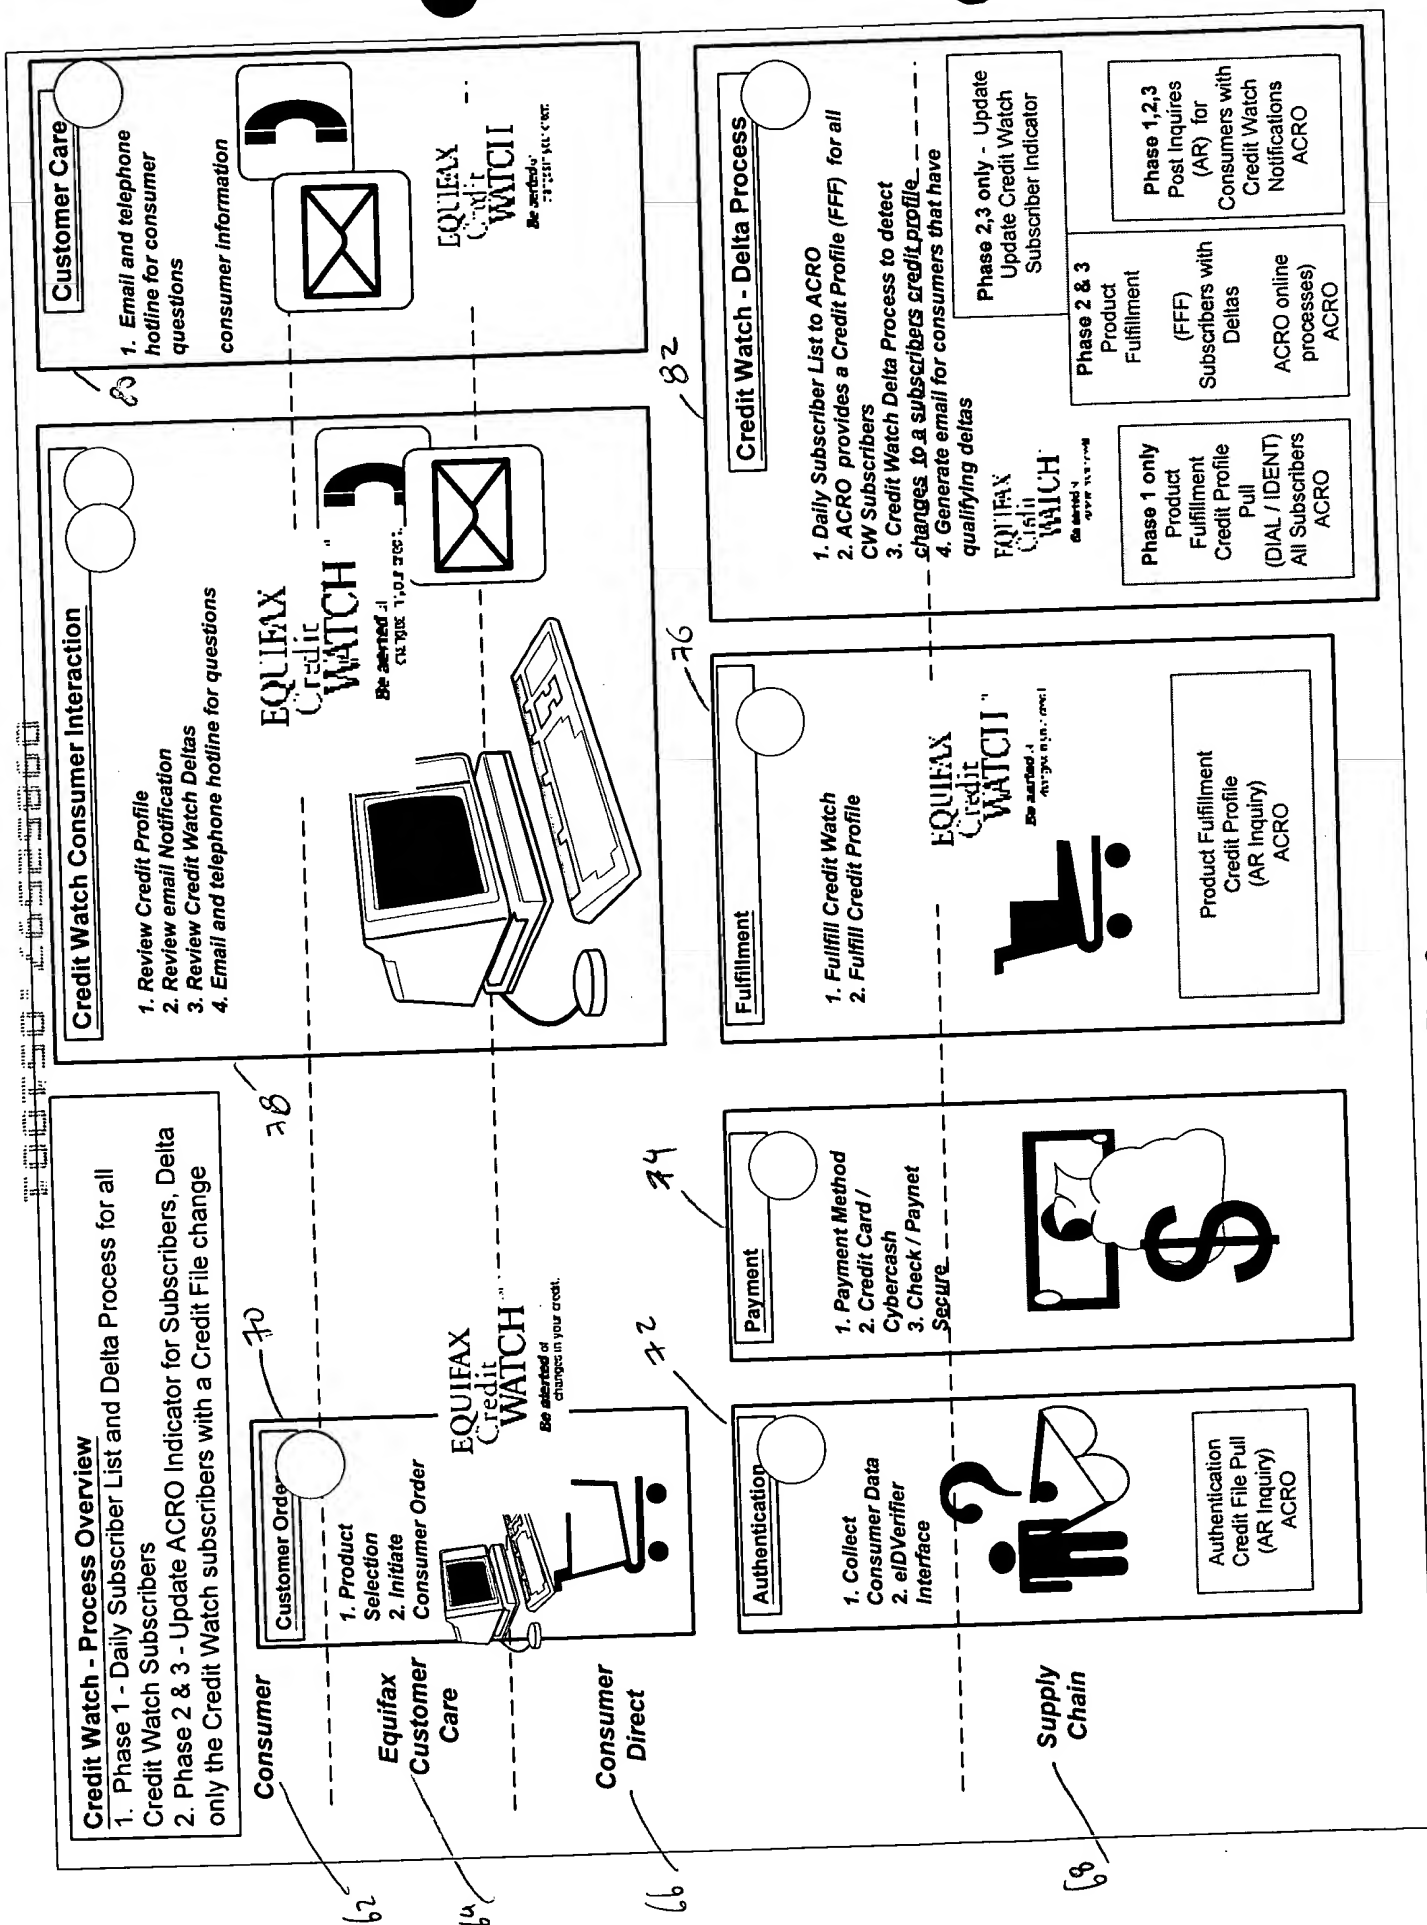 Credit Watch - Process Overview
1. Phase 1 - Daily Subscriber List and Delta Process for all
Credit Watch Subscribers
2. Phase 2 & 3 - Update ACRO Indicator for Subscribers, Delta
only the Credit Watch subscribers with a Credit File change
Credit Watch Consumer Interaction
1. Review Credit Profile
2. Review email Notification
3. Review Credit Watch Deltas
4. Email and telephone hotline for questions
EQUIFAX
Credit
WATCH
78
Customer Care
1. Email and telephone
hotline for consumer
questions
consumer information
EQUIFAX
Credit
WATCH
80
Consumer
62
Equifax
Customer
Care
64
Consumer
Direct
66
Supply
Chain
68
Customer Order
1. Product
Selection
2. Initiate
Consumer Order
70
EQUIFAX
Credit
WATCH
Be alerted of
changes in your credit.
Authentication
1. Collect
Consumer Data
2. eIDVerifier
Interface
?
Authentication
Credit File Pull
(AR Inquiry)
ACRO
72
Payment
1. Payment Method
2. Credit Card /
Cybercash
3. Check / Paynet
Secure
$
74
Fulfillment
1. Fullfill Credit Watch
2. Fulfill Credit Profile
EQUIFAX
Credit
WATCH
Product Fulfillment
Credit Profile
(AR Inquiry)
ACRO
76
Credit Watch - Delta Process
1. Daily Subscriber List to ACRO
2. ACRO provides a Credit Profile (FFF) for all
CW Subscribers
3. Credit Watch Delta Process to detect
changes to a subscribers credit profile
4. Generate email for consumers that have
qualifying deltas
EQUIFAX
Credit
WATCH
82
Phase 2,3 only - Update
Update Credit Watch
Subscriber Indicator
Phase 1 only
Product
Fulfillment
Credit Profile
Pull
(DIAL / IDENT)
All Subscribers
ACRO
Phase 2 & 3
Product
Fulfillment
(FFF)
Subscribers with
Deltas
ACRO online
processes)
ACRO
Phase 1,2,3
Post Inquires
(AR) for
Consumers with
Credit Watch
Notifications
ACRO